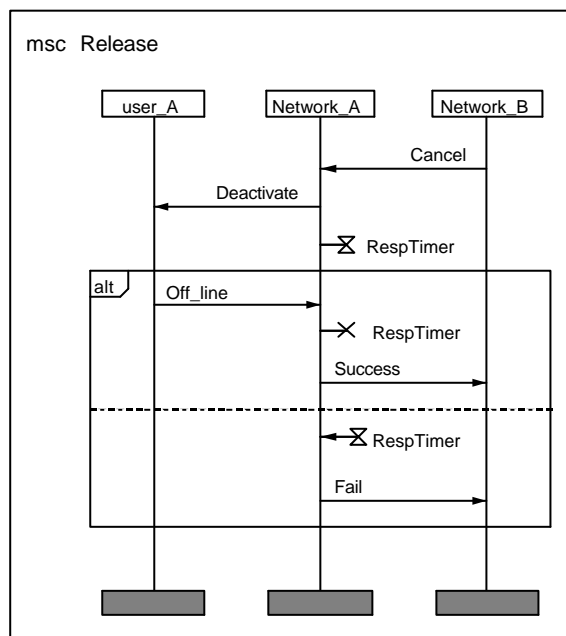 msc Release
user_A
Network_A
Network_B
Cancel
Deactivate
RespTimer
alt
Off_line
RespTimer
Success
RespTimer
Fail